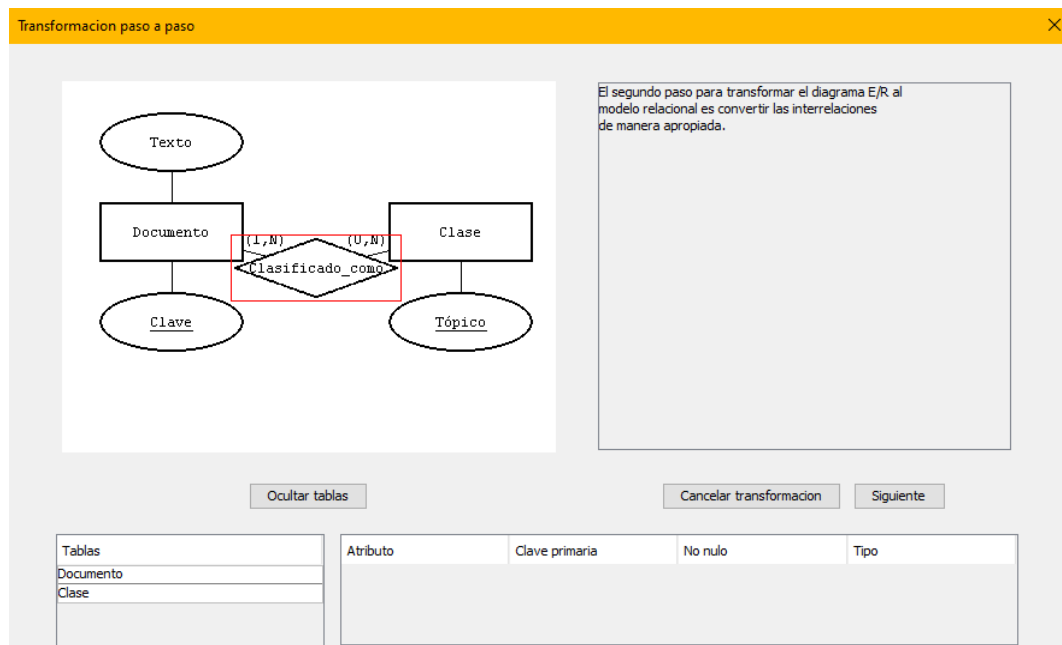 Transformacion paso a paso
Texto
Documento
(1,N)
(0,N)
Clase
Clasificado_como
Clave
Tópico
El segundo paso para transformar el diagrama E/R al
modelo relacional es convertir las interrelaciones
de manera apropiada.
Ocultar tablas
Cancelar transformacion
Siguiente
Tablas
Documento
Clase
Atributo
Clave primaria
No nulo
Tipo